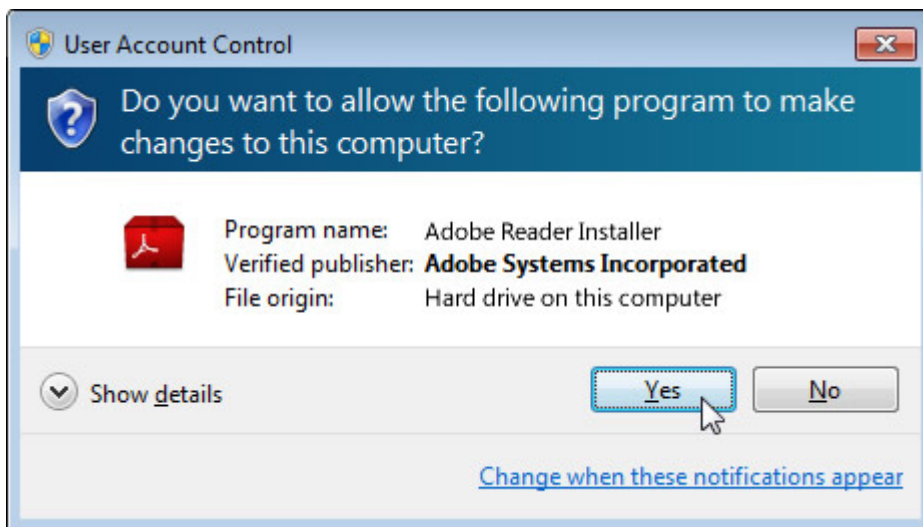 User Account Control
Do you want to allow the following program to make
changes to this computer?
Program name: Adobe Reader Installer
Verified publisher: Adobe Systems Incorporated
File origin: Hard drive on this computer
Show details
Yes
No
Change when these notifications appear